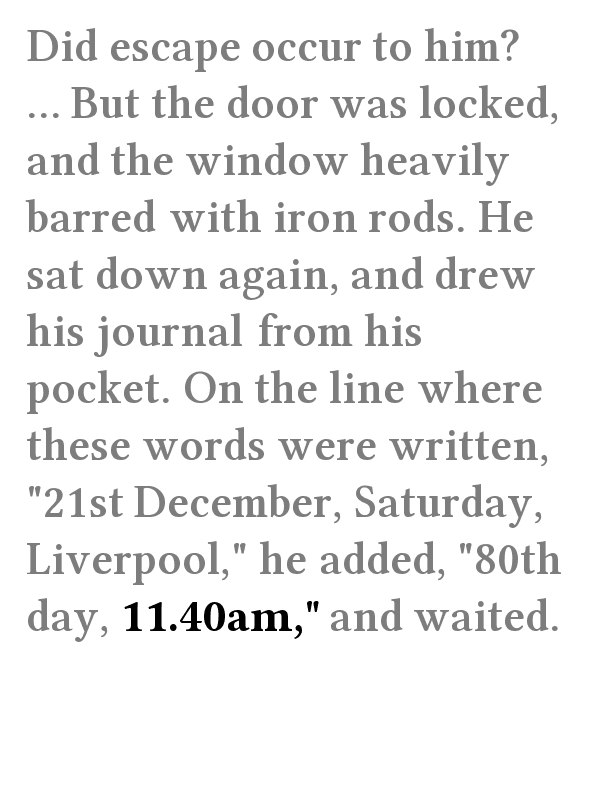 Did escape occur to him?
... But the door was locked,
and the window heavily
barred with iron rods. He
sat down again, and drew
his journal from his
pocket. On the line where
these words were written,
"21st December, Saturday,
Liverpool," he added, "80th
day, 11.40am," and waited.